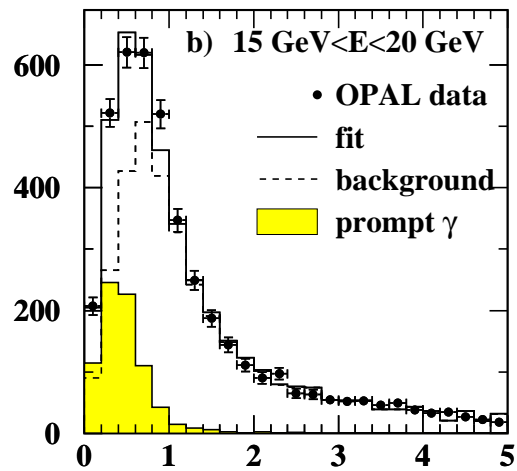 b) 15 GeV<E<20 GeV
OPAL data
fit
background
prompt γ
600
400
200
0
0 1 2 3 4 5